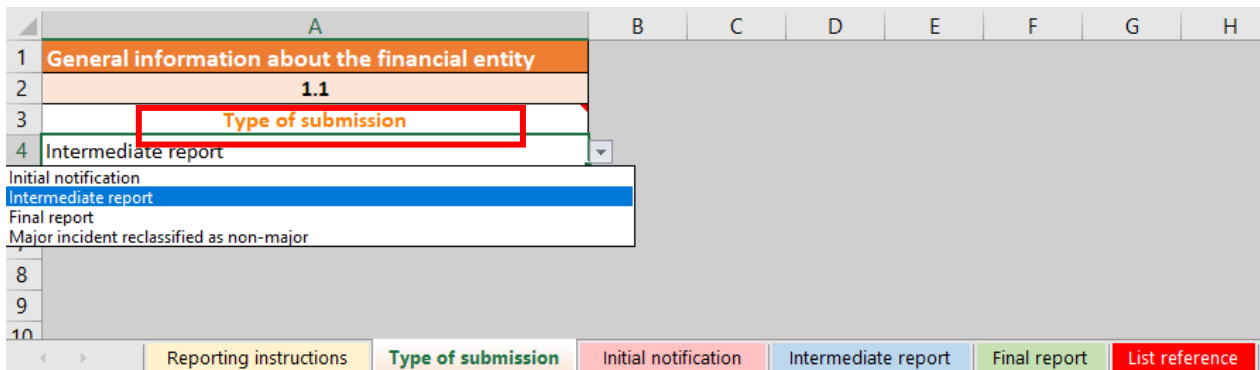 A B C D E F G H
1 General information about the financial entity
2 1.1
3 Type of submission
4 Intermediate report
Initial notification
Intermediate report
Final report
Major incident reclassified as non-major
8
9
10
Reporting instructions Type of submission Initial notification Intermediate report Final report List reference